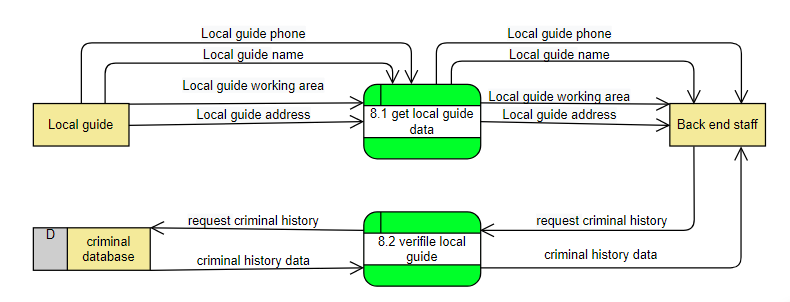 Local guide phone
Local guide phone
Local guide name
Local guide name
Local guide working area
Local guide working area
Local guide address
Local guide address
Local guide
8.1 get local guide
data
Back end staff
request criminal history
request criminal history
D
criminal
database
8.2 verifile local
guide
criminal history data
criminal history data